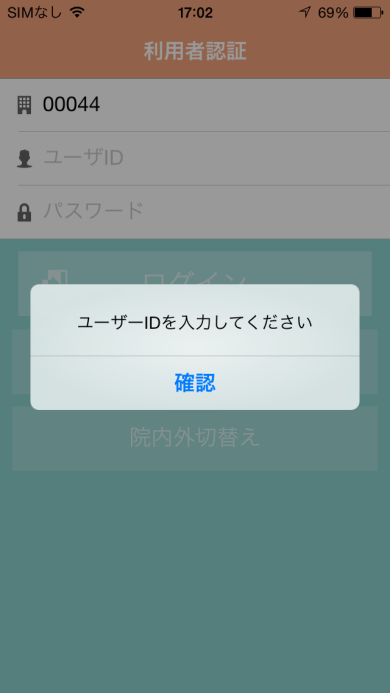 SIMなし 17:02 69%
利用者認証
00044
ユーザID
パスワード
ログイン
ユーザーIDを入力してください
確認
院内外切替え